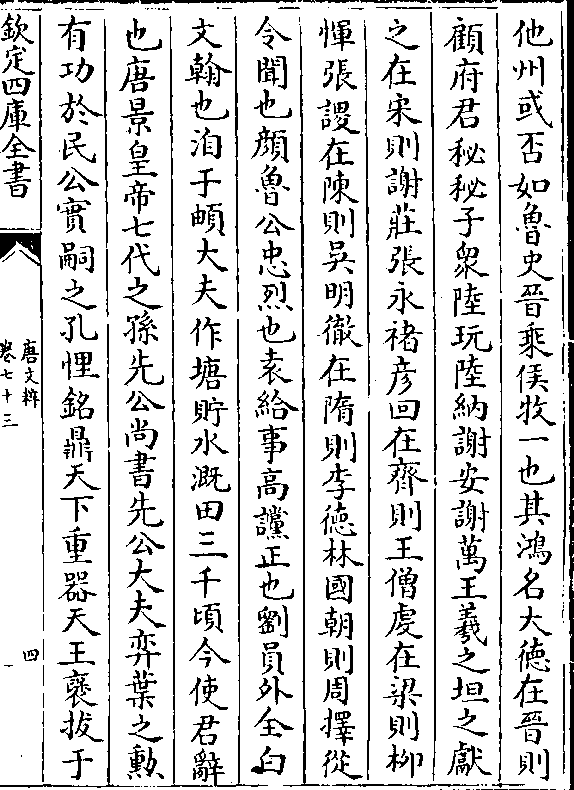 他州或否如魯史晉乘侯牧一也其鴻名大德在晉則
顧府君秘秘子衆陸玩陸納謝安謝萬王羲之坦之獻
之在宋則謝莊張永褚彦回在齊則王僧䖍在梁則柳
惲張謖在陳則吳明徹在隋則李德林國朝則周擇從
令聞也顔魯公忠烈也袁給事高讜正也劉員外全白
文翰也洎于頔大夫作塘貯水溉田三千頃今使君辭
也唐景皇帝七代之孫先公尚書先公大夫弈葉之勲
有功於民公實嗣之孔悝銘鼎天下重器天王褒拔于
欽定四庫全書
唐文粹
卷七十三
四